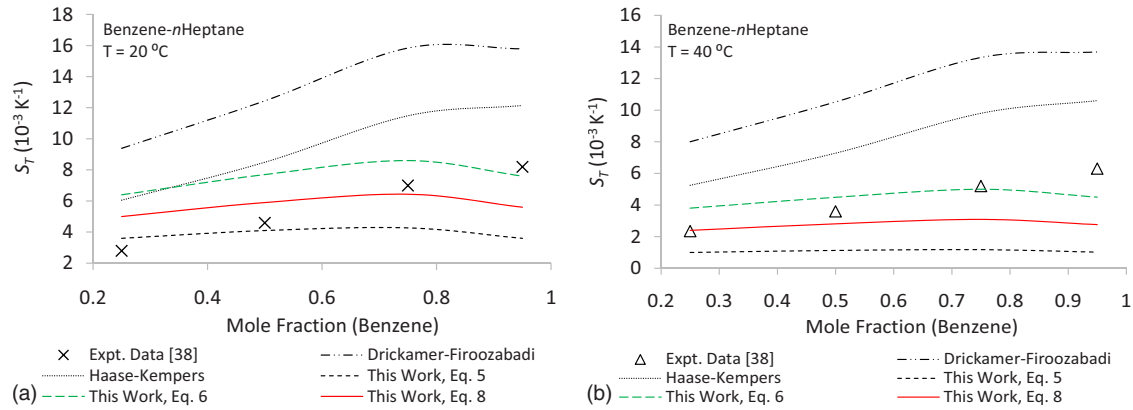 Benzene-nHeptane
T = 20 ⁰C
S_T (10⁻³ K⁻¹)
18
16
14
12
10
8
6
4
2
0.2 0.4 0.6 0.8 1
Mole Fraction (Benzene)
Expt. Data [38] Drickamer-Firoozabadi
Haase-Kempers This Work, Eq. 5
This Work, Eq. 6 This Work, Eq. 8
(a)
Benzene-nHeptane
T = 40 ⁰C
S_T (10⁻³ K⁻¹)
16
14
12
10
8
6
4
2
0
0.2 0.3 0.4 0.5 0.6 0.7 0.8 0.9 1
Mole Fraction (Benzene)
Expt. Data [38] Drickamer-Firoozabadi
Haase-Kempers This Work, Eq. 5
This Work, Eq. 6 This Work, Eq. 8
(b)